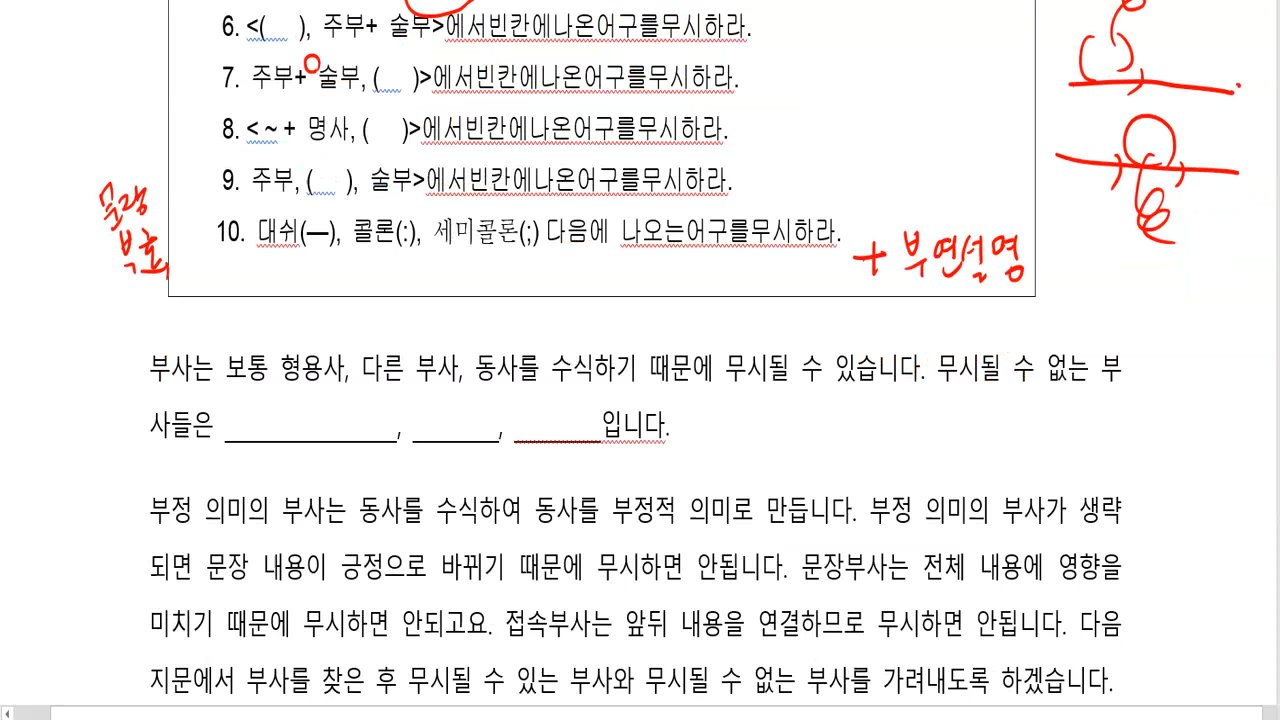 6. <(   ), 주부+ 술부>에서빈칸에나온어구를무시하라.
7. 주부+ 술부, (   )>에서빈칸에나온어구를무시하라.
8. < ~ + 명사, (   )>에서빈칸에나온어구를무시하라.
9. 주부, (   ), 술부>에서빈칸에나온어구를무시하라.
문장
부호
10. 대쉬(―), 콜론(:), 세미콜론(;) 다음에 나오는어구를무시하라.
+ 부연설명
부사는 보통 형용사, 다른 부사, 동사를 수식하기 때문에 무시될 수 있습니다. 무시될 수 없는 부
사들은 ____________, ______, ______입니다.
부정 의미의 부사는 동사를 수식하여 동사를 부정적 의미로 만듭니다. 부정 의미의 부사가 생략
되면 문장 내용이 긍정으로 바뀌기 때문에 무시하면 안됩니다. 문장부사는 전체 내용에 영향을
미치기 때문에 무시하면 안되고요. 접속부사는 앞뒤 내용을 연결하므로 무시하면 안됩니다. 다음
지문에서 부사를 찾은 후 무시될 수 있는 부사와 무시될 수 없는 부사를 가려내도록 하겠습니다.